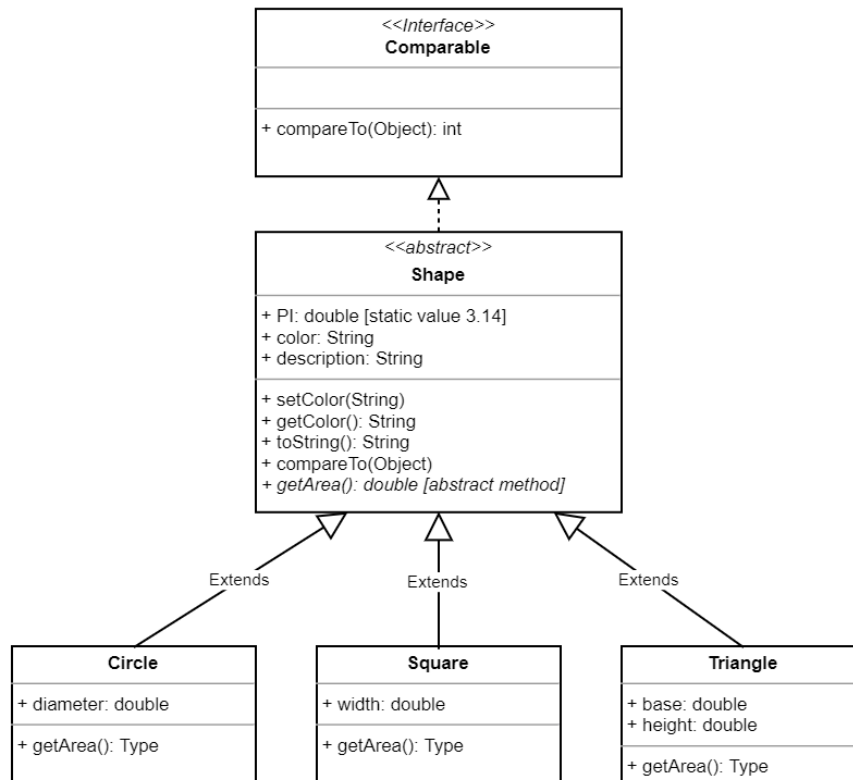 <<Interface>>
Comparable
+ compareTo(Object): int
<<abstract>>
Shape
+ PI: double [static value 3.14]
+ color: String
+ description: String
+ setColor(String)
+ getColor(): String
+ toString(): String
+ compareTo(Object)
+ getArea(): double [abstract method]
Extends
Extends
Extends
Circle
+ diameter: double
+ getArea(): Type
Square
+ width: double
+ getArea(): Type
Triangle
+ base: double
+ height: double
+ getArea(): Type